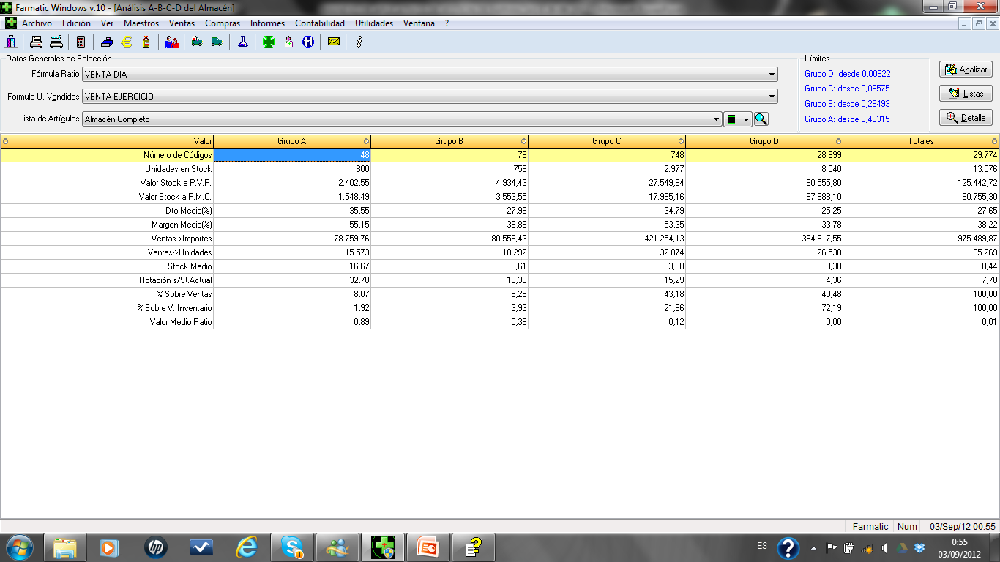 Farmatic Windows v.10 - [Análisis A-B-C-D del Almacén]
Archivo Edición Ver Maestros Ventas Compras Informes Contabilidad Utilidades Ventana ?
Datos Generales de Selección
Fórmula Ratio VENTA DIA
Fórmula U. Vendidas VENTA EJERCICIO
Lista de Artículos Almacén Completo
Límites
Grupo D: desde 0,00822
Grupo C: desde 0,06575
Grupo B: desde 0,28493
Grupo A: desde 0,49315
Analizar
Listas
Detalle
Valor Grupo A Grupo B Grupo C Grupo D Totales
Número de Códigos 48 79 748 28.899 29.774
Unidades en Stock 800 759 2.977 8.540 13.076
Valor Stock a P.V.P. 2.402,55 4.934,43 27.549,94 90.555,80 125.442,72
Valor Stock a P.M.C. 1.548,49 3.553,55 17.965,16 67.688,10 90.755,30
Dto.Medio(%) 35,55 27,98 34,79 25,25 27,65
Margen Medio(%) 55,15 38,86 53,35 33,78 38,22
Ventas->Importes 78.759,76 80.558,43 421.254,13 394.917,55 975.489,87
Ventas->Unidades 15.573 10.292 32.874 26.530 85.269
Stock Medio 16,67 9,61 3,98 0,30 0,44
Rotación s/St.Actual 32,78 16,33 15,29 4,36 7,78
% Sobre Ventas 8,07 8,26 43,18 40,48 100,00
% Sobre V. Inventario 1,92 3,93 21,96 72,19 100,00
Valor Medio Ratio 0,89 0,36 0,12 0,00 0,01
Farmatic Num 03/Sep/12 00:55
hp
ES
0:55
03/09/2012